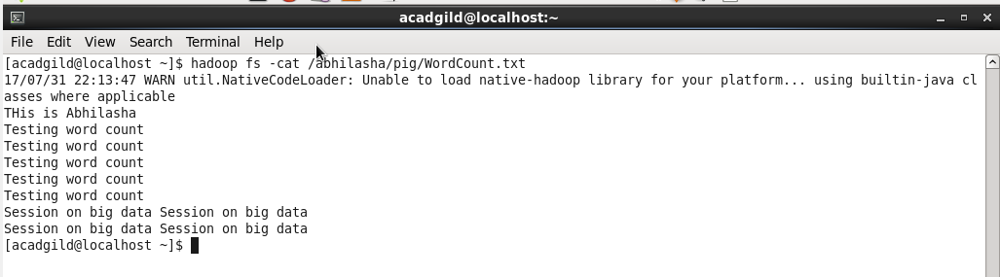 acadgild@localhost:~
File Edit View Search Terminal Help
[acadgild@localhost ~]$ hadoop fs -cat /abhilasha/pig/WordCount.txt
17/07/31 22:13:47 WARN util.NativeCodeLoader: Unable to load native-hadoop library for your platform... using builtin-java cl
asses where applicable
THis is Abhilasha
Testing word count
Testing word count
Testing word count
Testing word count
Testing word count
Session on big data Session on big data
Session on big data Session on big data
[acadgild@localhost ~]$